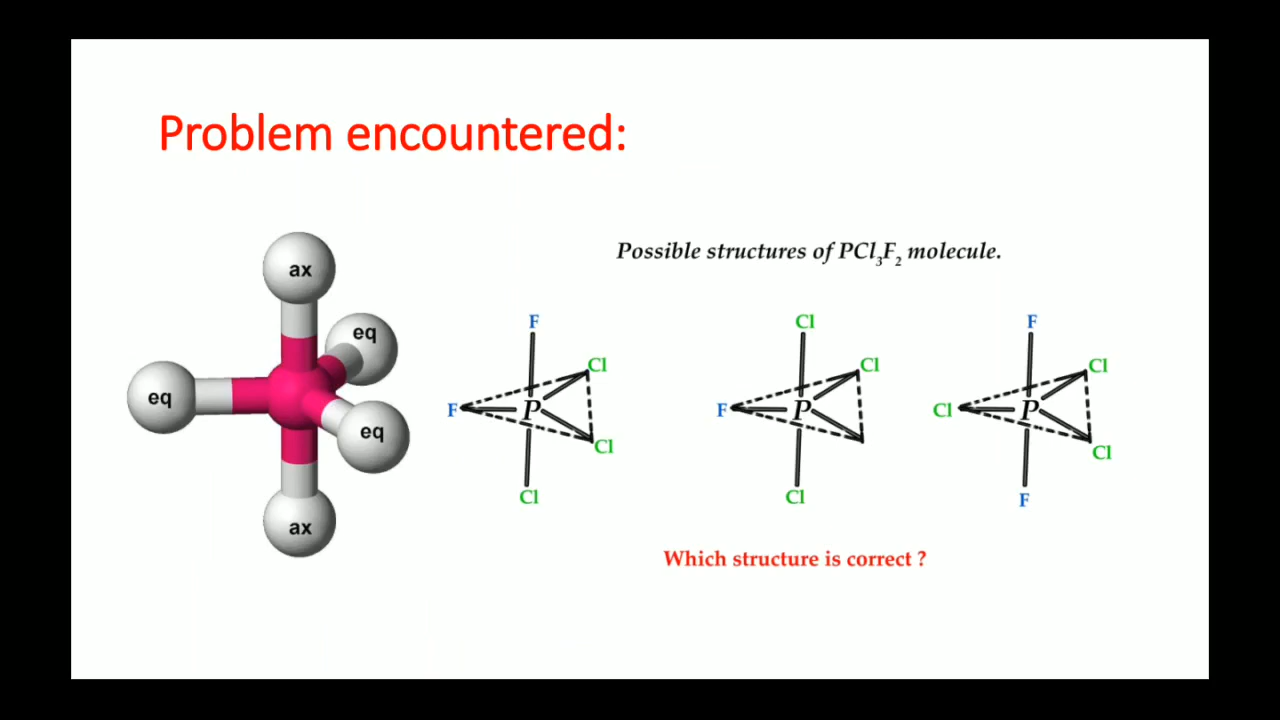 Problem encountered:
Possible structures of PCl₃F₂ molecule.
ax
eq
eq
eq
ax
F
Cl
F
P
Cl
Cl
Cl
Cl
F
P
Cl
F
Cl
Cl
P
Cl
F
Which structure is correct ?